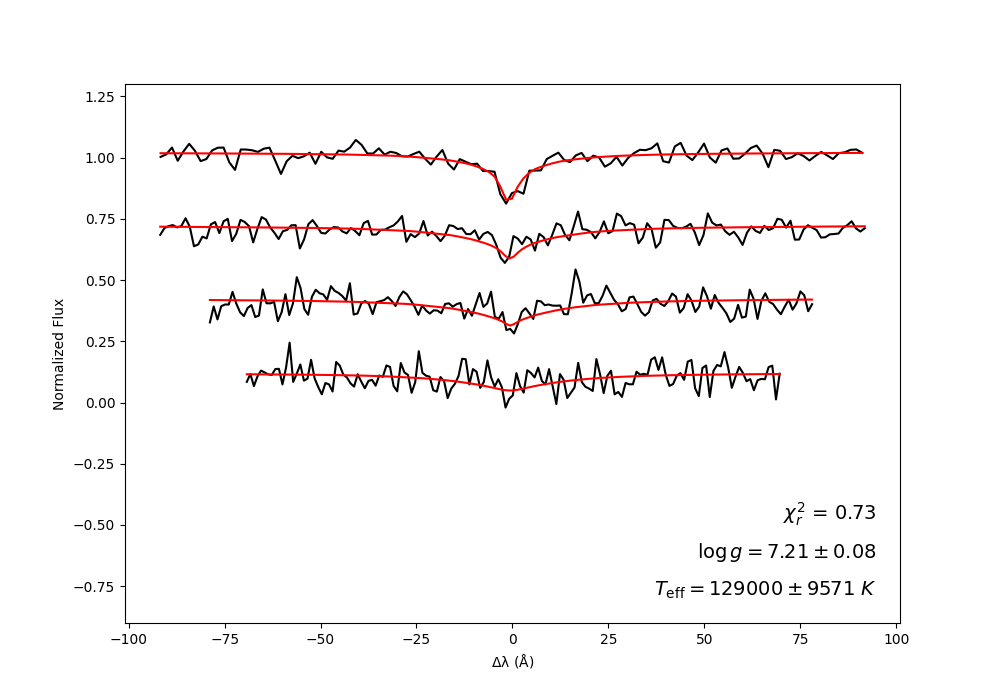 1.25
1.00
0.75
0.50
0.25
0.00
−0.25
−0.50
−0.75
Normalized Flux
χ²ᵣ = 0.73
log g = 7.21 ± 0.08
T_eff = 129000 ± 9571 K
−100 −75 −50 −25 0 25 50 75 100
Δλ (Å)